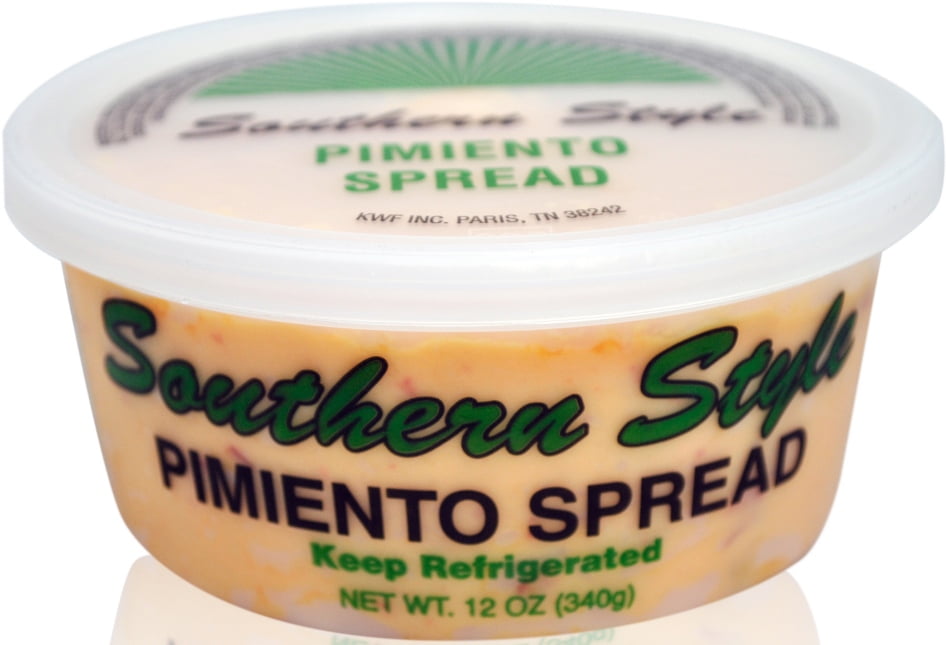 Southern Style
PIMIENTO
SPREAD
KWF INC. PARIS, TN 38242
Southern Style
PIMIENTO SPREAD
Keep Refrigerated
NET WT. 12 OZ (340g)